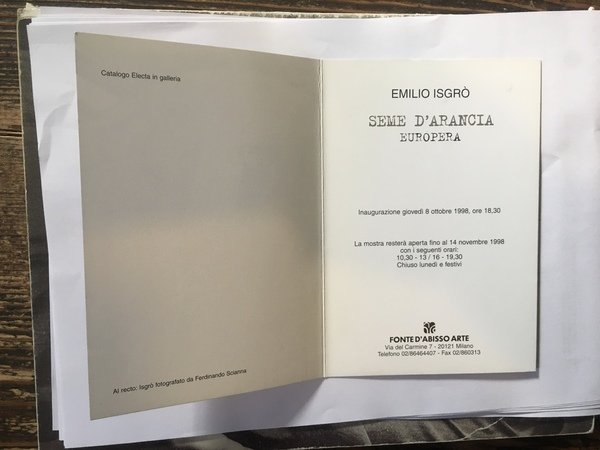 Catalogo Electa in galleria
Al recto: Isgrò fotografato da Ferdinando Scianna
EMILIO ISGRÒ
SEME D'ARANCIA
EUROPERA
Inaugurazione giovedì 8 ottobre 1998, ore 18,30
La mostra resterà aperta fino al 14 novembre 1998
con i seguenti orari:
10,30 - 13 / 16 - 19,30
Chiuso lunedì e festivi
FONTE D'ABISSO ARTE
Via del Carmine 7 - 20121 Milano
Telefono 02/86464407 - Fax 02/860313